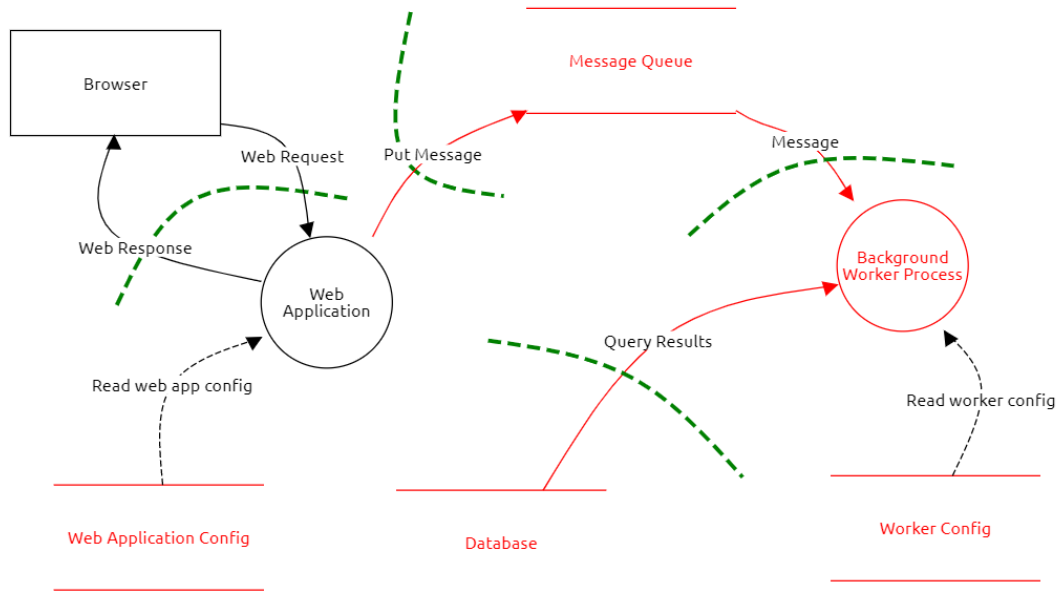 Message Queue
Browser
Message
Web Request
Put Message
Web Response
Background
Worker Process
Web
Application
Query Results
Read web app config
Read worker config
Web Application Config
Database
Worker Config